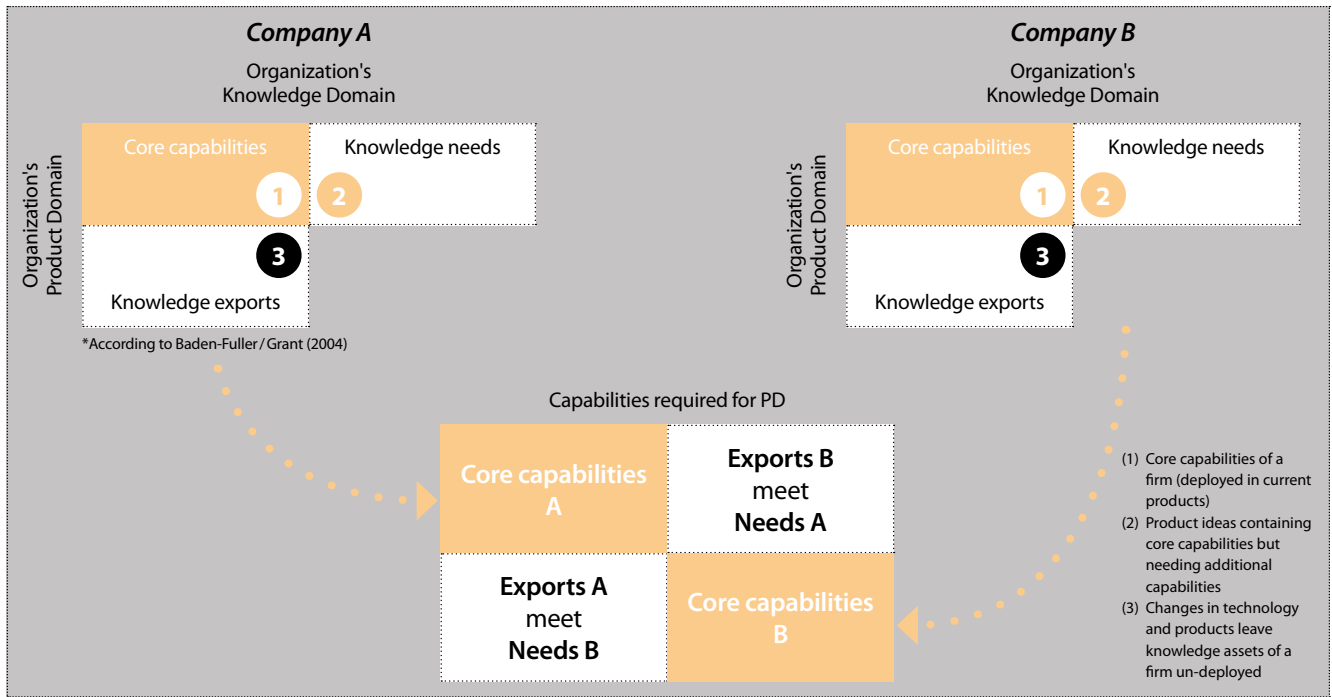 Company A
Organization's
Knowledge Domain
Organization's
Product Domain
Core capabilities
Knowledge needs
1
2
3
Knowledge exports
*According to Baden-Fuller / Grant (2004)
Company B
Organization's
Knowledge Domain
Organization's
Product Domain
Core capabilities
Knowledge needs
1
2
3
Knowledge exports
Capabilities required for PD
Core capabilities
A
Exports B
meet
Needs A
Exports A
meet
Needs B
Core capabilities
B
(1) Core capabilities of a
firm (deployed in current
products)
(2) Product ideas containing
core capabilities but
needing additional
capabilities
(3) Changes in technology
and products leave
knowledge assets of a
firm un-deployed